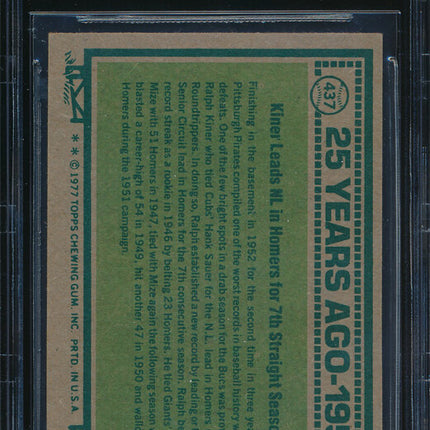 437
25 YEARS AGO-195
Kiner Leads NL in Homers for 7th Straight Seas
Finishing in the basement in 1952 for the second time in three ye
Pittsburgh Pirates compiled one of the worst records in baseball history w
defeats. One of the few bright spots in a drab season for the Bucs was pro
Ralph Kiner who tied Cubs' Hank Sauer for the N.L. lead in Homers
Roundtrippers. In doing so, Ralph established a new record by leading or
Senior Circuit lead in Homers for the 7th consecutive season. Ralph be
record streak as a rookie in 1946 by belting 23 Homers. He tied Giants'
Mize with 51 Homers in 1947, tied with Mize again the following season w
blasted a career-high of 54 in 1949, hit another 47 in 1950 and walle
Homers during the 1951 campaign.
* * © 1977 TOPPS CHEWING GUM, INC. PRTD. IN U.S.A.